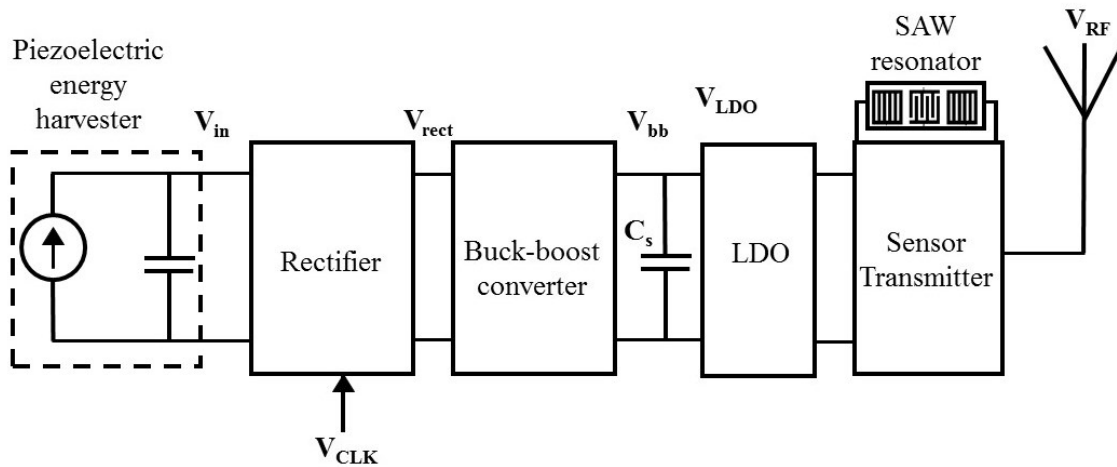 Piezoelectric
energy
harvester
V_in
Rectifier
V_CLK
V_rect
Buck-boost
converter
V_bb
C_s
V_LDO
LDO
SAW
resonator
Sensor
Transmitter
V_RF